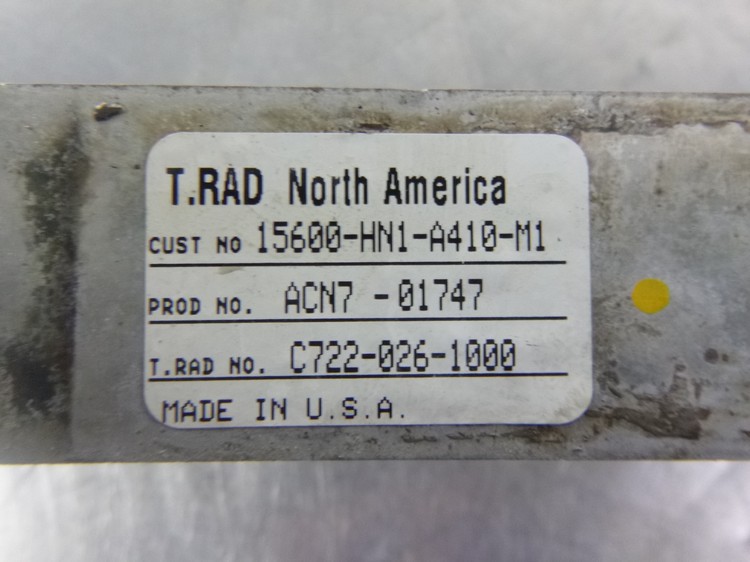 T.RAD North America
CUST NO 15600-HN1-A410-M1
PROD NO. ACN7 -01747
T.RAD NO. C722-026-1000
MADE IN U.S.A.